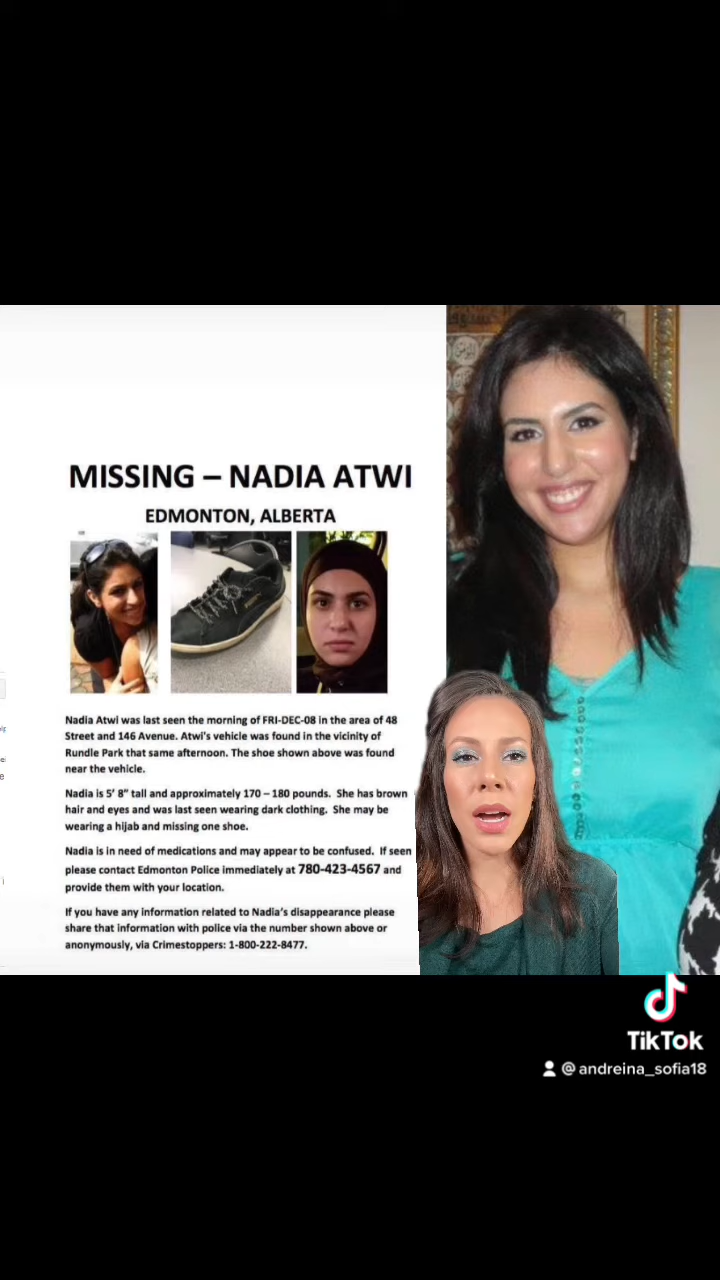 MISSING – NADIA ATWI
EDMONTON, ALBERTA
Nadia Atwi was last seen the morning of FRI-DEC-08 in the area of 48
Street and 146 Avenue. Atwi's vehicle was found in the vicinity of
Rundle Park that same afternoon. The shoe shown above was found
near the vehicle.
Nadia is 5' 8" tall and approximately 170 – 180 pounds. She has brown
hair and eyes and was last seen wearing dark clothing. She may be
wearing a hijab and missing one shoe.
Nadia is in need of medications and may appear to be confused. If seen
please contact Edmonton Police immediately at 780-423-4567 and
provide them with your location.
If you have any information related to Nadia's disappearance please
share that information with police via the number shown above or
anonymously, via Crimestoppers: 1-800-222-8477.
TikTok
@andreina_sofia18